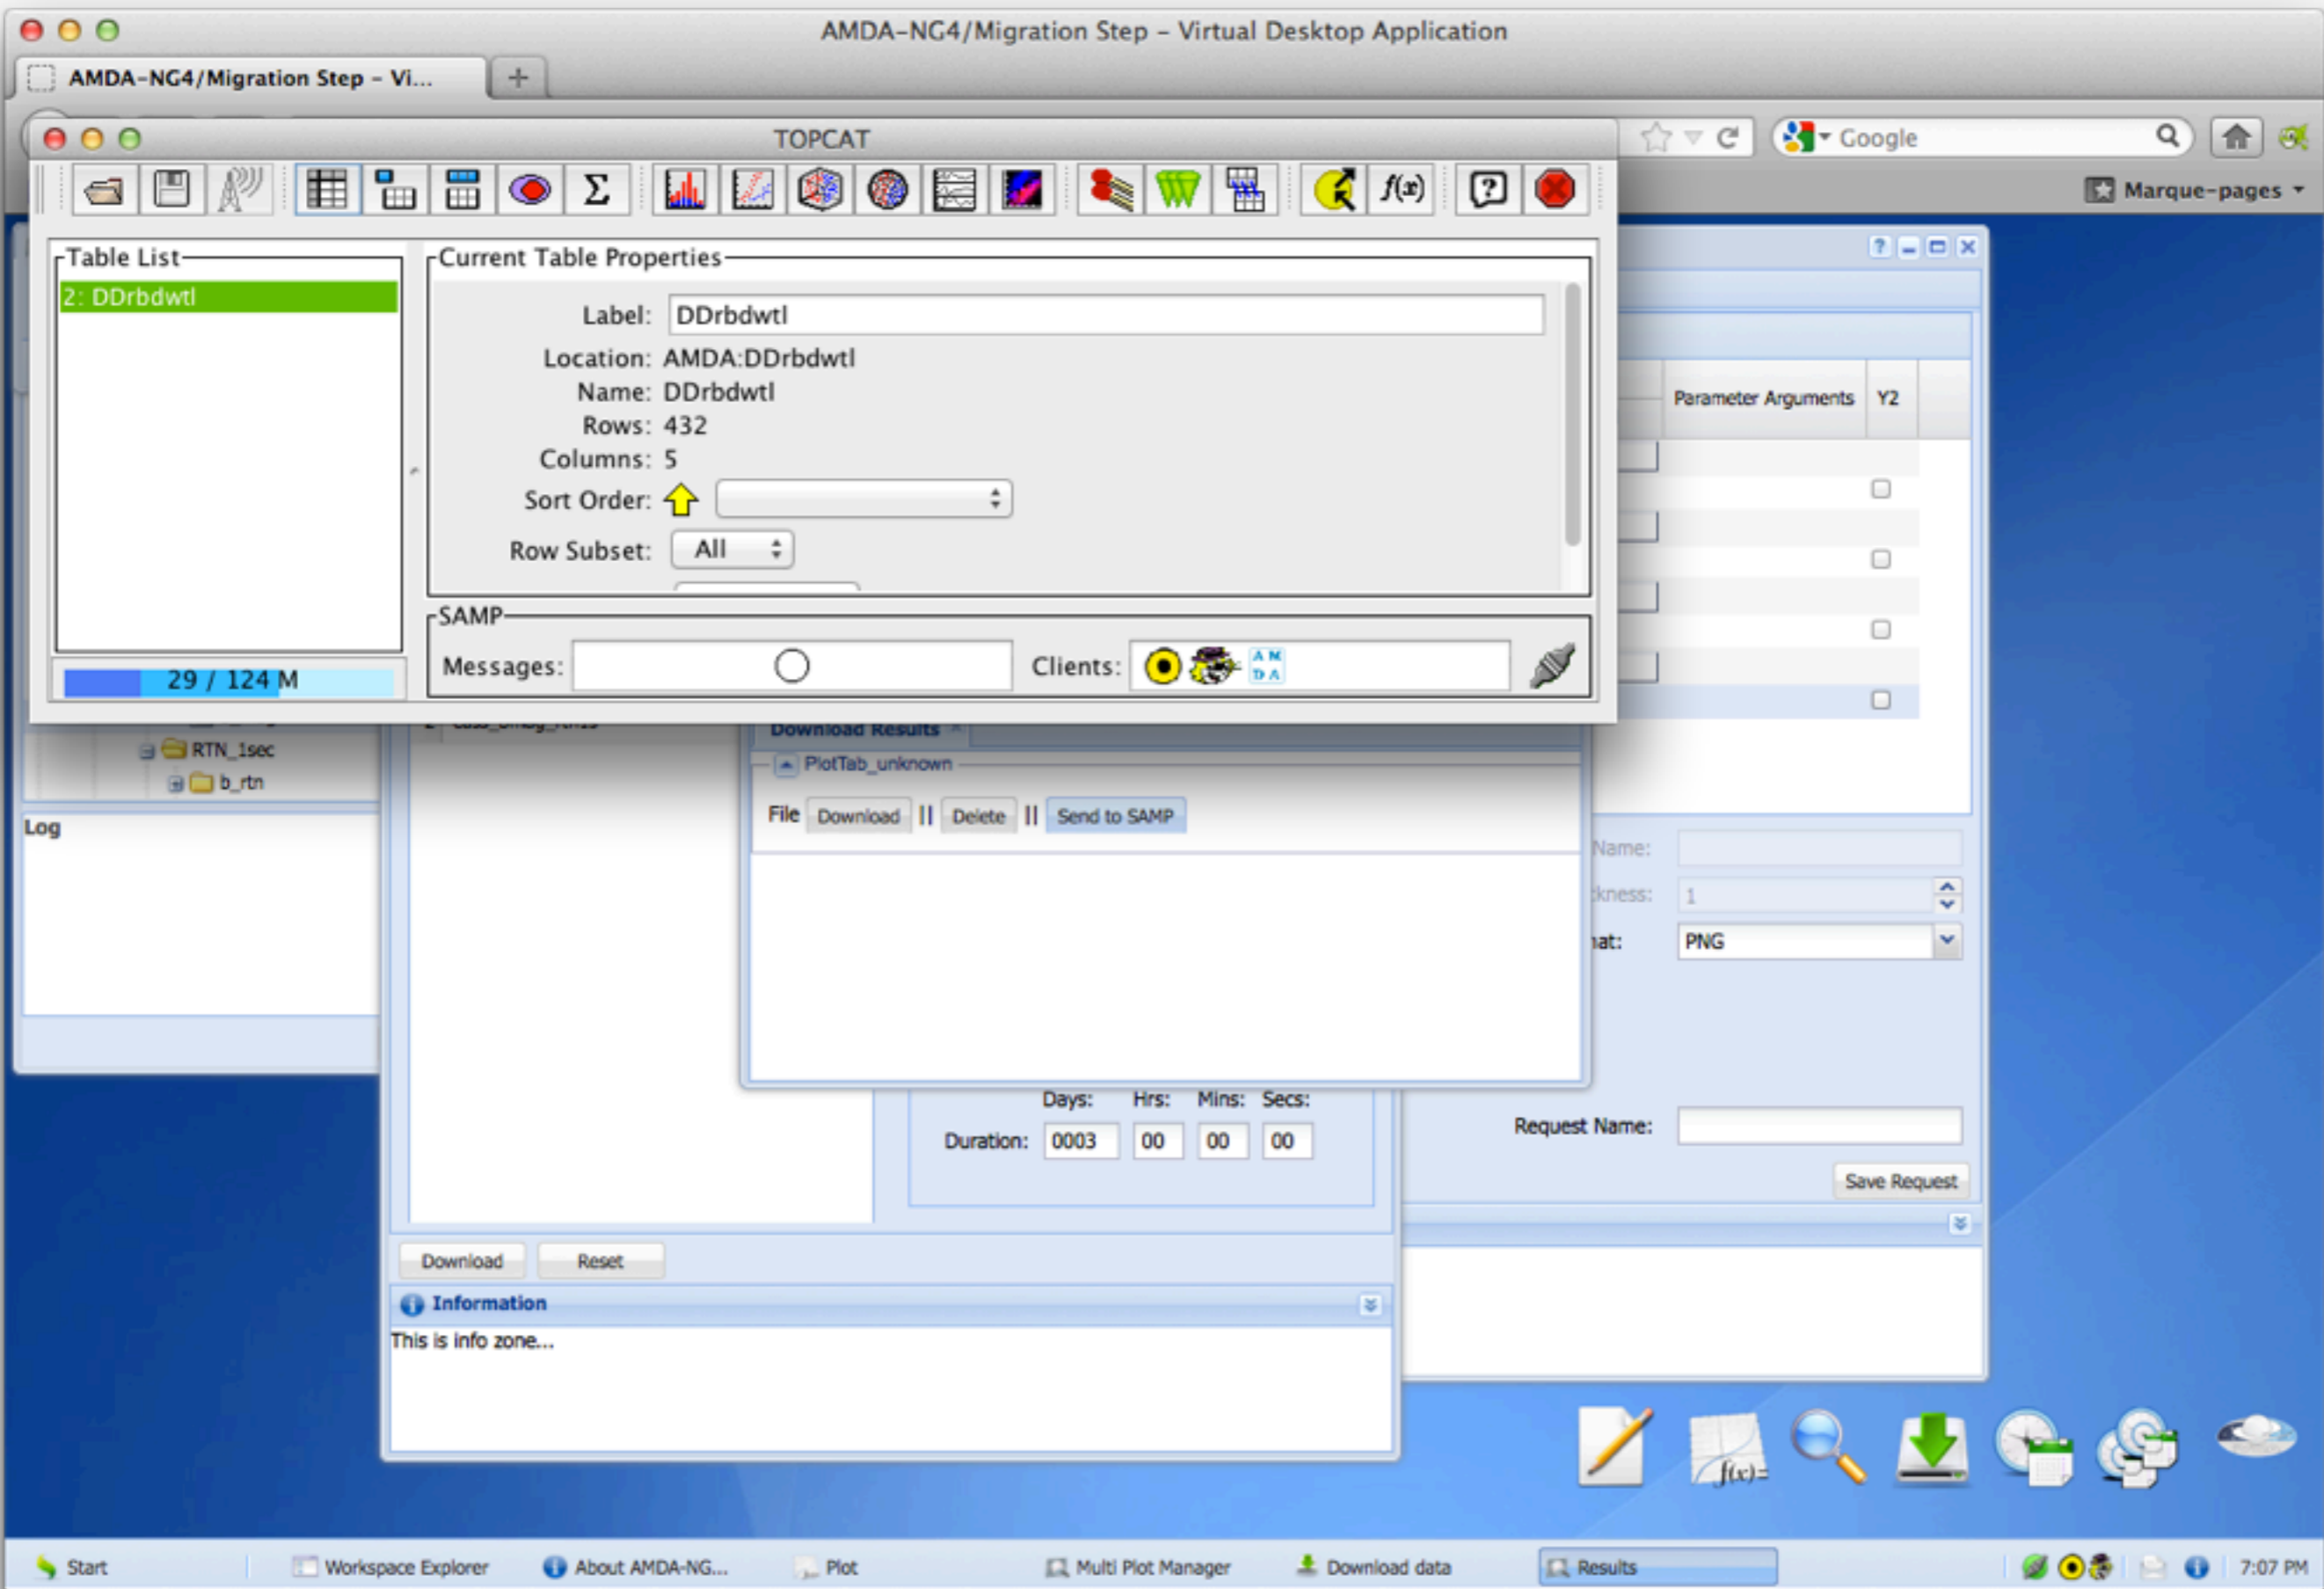 AMDA-NG4/Migration Step – Virtual Desktop Application
AMDA-NG4/Migration Step – Vi...
TOPCAT
Google
Marque-pages
Σ
f(x)
Table List
2: DDrbdwtl
29 / 124 M
Current Table Properties
Label: DDrbdwtl
Location: AMDA:DDrbdwtl
Name: DDrbdwtl
Rows: 432
Columns: 5
Sort Order:
Row Subset: All
SAMP
Messages:
Clients:
A M
D A
Parameter Arguments Y2
RTN_1sec
b_rtn
Log
Download Results
PlotTab_unknown
File Download || Delete || Send to SAMP
Name:
kness: 1
at: PNG
Days: Hrs: Mins: Secs:
Duration: 0003 00 00 00
Request Name:
Save Request
Download Reset
Information
This is info zone...
f(x)=
Start Workspace Explorer About AMDA-NG... Plot Multi Plot Manager Download data Results 7:07 PM